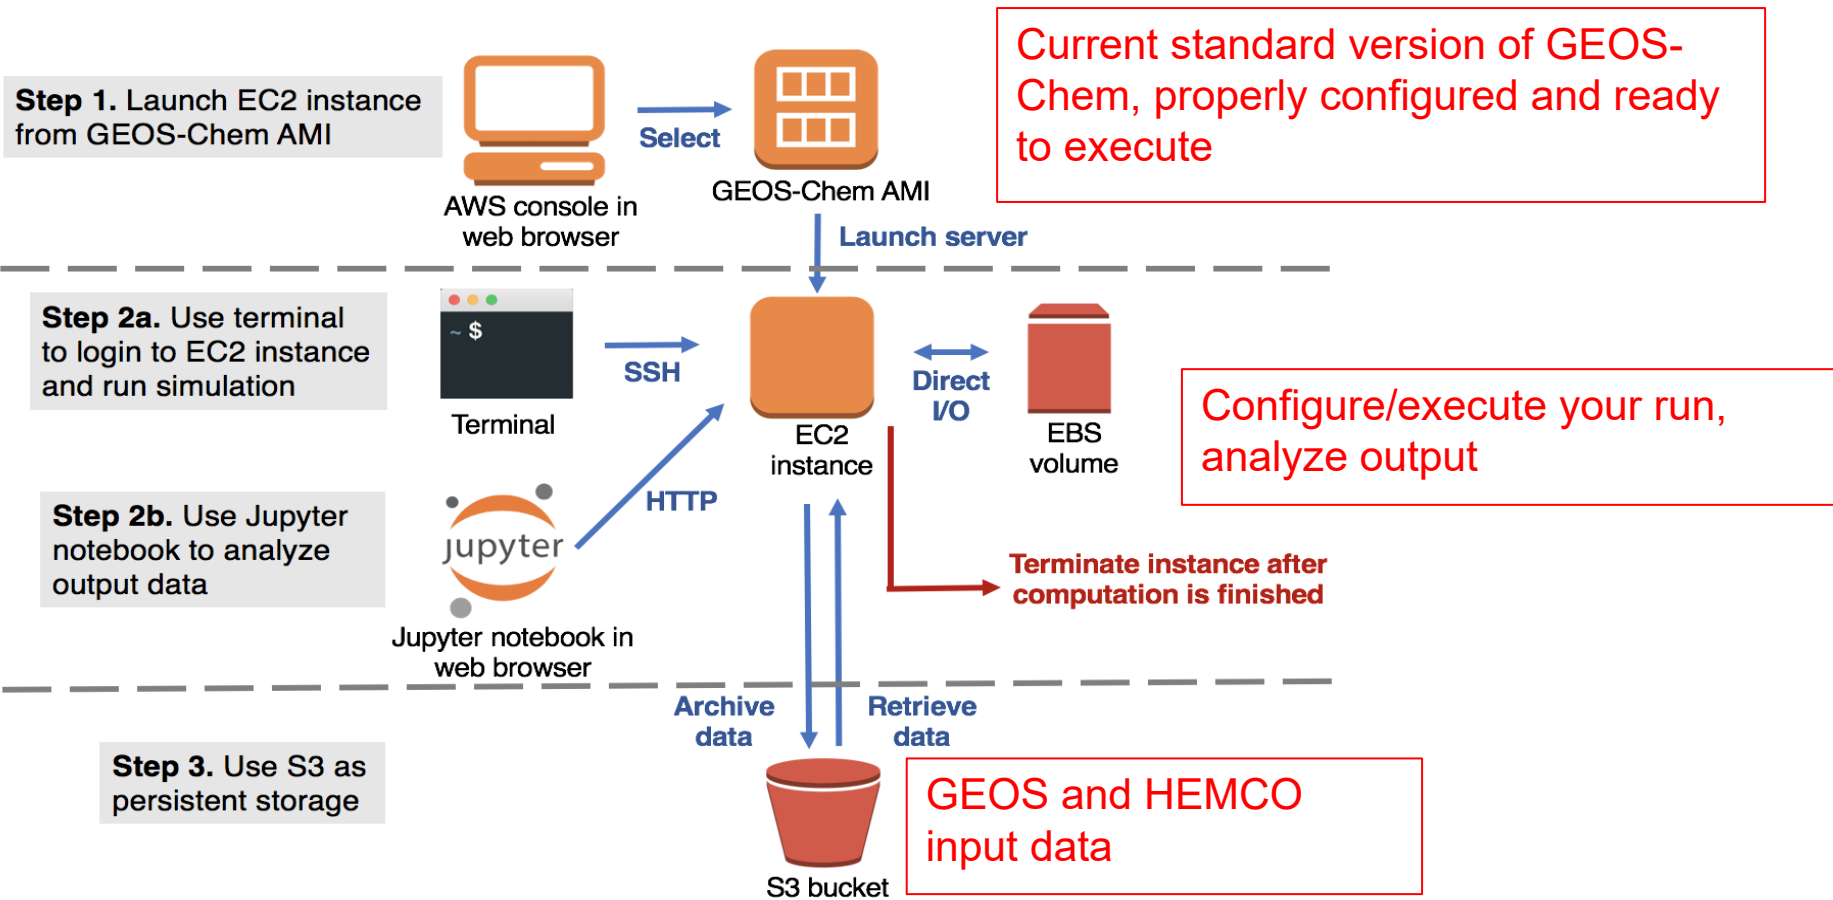 Step 1. Launch EC2 instance
from GEOS-Chem AMI
Select
AWS console in
web browser
GEOS-Chem AMI
Current standard version of GEOS-
Chem, properly configured and ready
to execute
Launch server
Step 2a. Use terminal
to login to EC2 instance
and run simulation
~ $
Terminal
SSH
EC2
instance
Direct
I/O
EBS
volume
Configure/execute your run,
analyze output
Step 2b. Use Jupyter
notebook to analyze
output data
jupyter
Jupyter notebook in
web browser
HTTP
Terminate instance after
computation is finished
Archive
data
Retrieve
data
Step 3. Use S3 as
persistent storage
S3 bucket
GEOS and HEMCO
input data